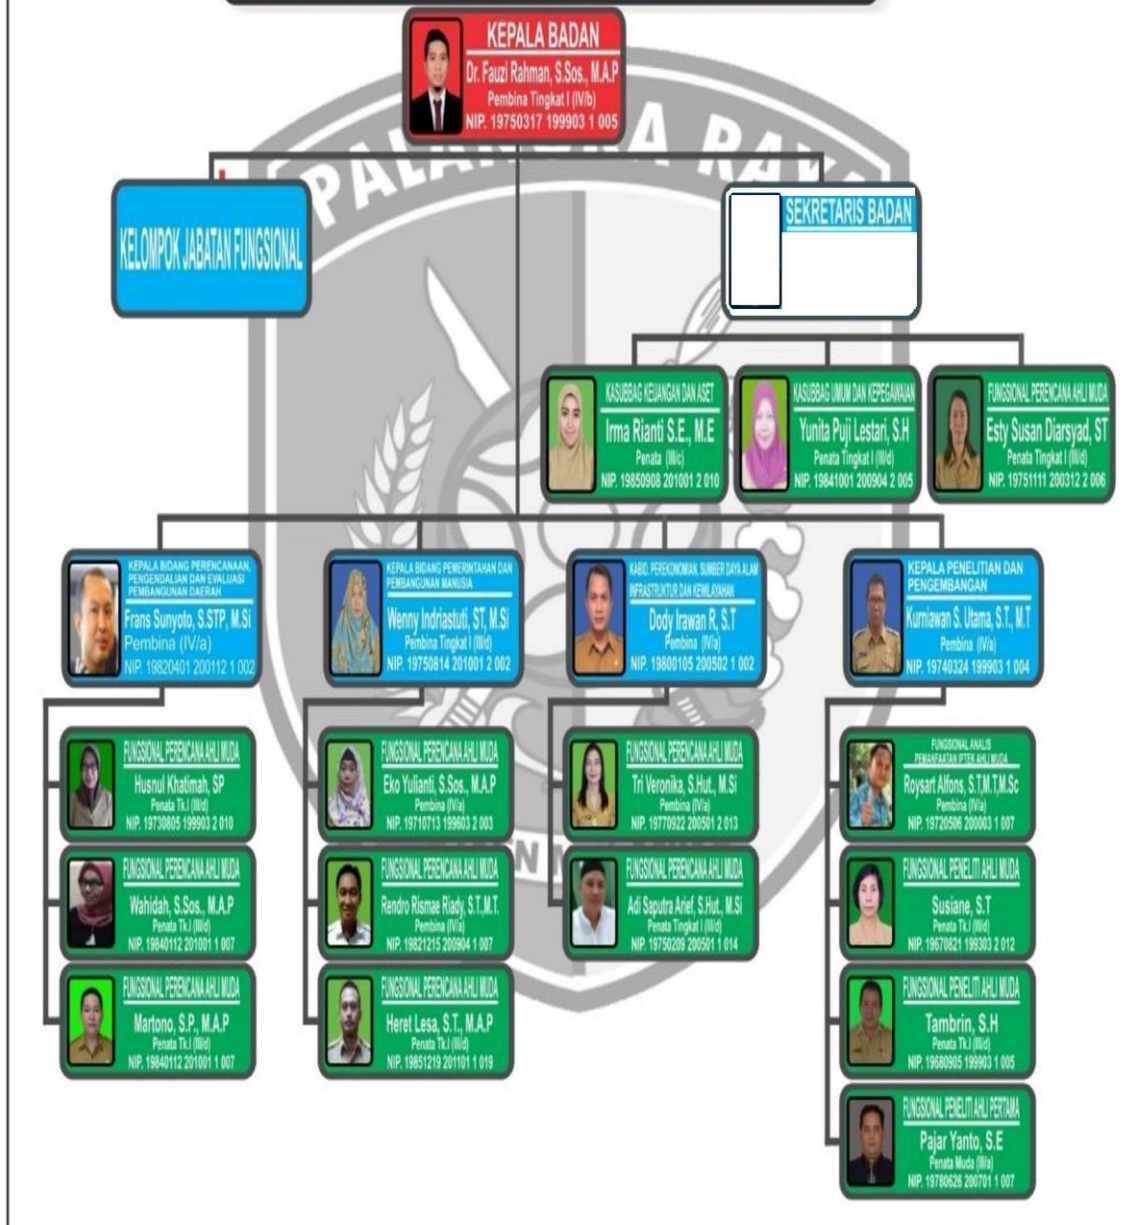 KEPALA BADAN
Dr. Fauzi Rahman, S.Sos., M.A.P
Pembina Tingkat I (IV/b)
NIP. 19750317 199903 1 005
PALANGKA RAYA
KELOMPOK JABATAN FUNGSIONAL
SEKRETARIS BADAN
KASUBBAG KEUANGAN DAN ASET
Irma Rianti S.E., M.E
Penata (III/c)
NIP. 19850908 201001 2 010
KASUBBAG UMUM DAN KEPEGAWAIAN
Yunita Puji Lestari, S.H
Penata Tingkat I (III/d)
NIP. 19841001 200904 2 005
FUNGSIONAL PERENCANA AHLI MUDA
Esty Susan Diarsyad, ST
Penata Tingkat I (III/d)
NIP. 19751111 200312 2 006
KEPALA BIDANG PERENCANAAN,
PENGENDALIAN DAN EVALUASI
PEMBANGUNAN DAERAH
Frans Sunyoto, S.STP, M.Si
Pembina (IV/a)
NIP. 19820401 200112 1 002
KEPALA BIDANG PEMERINTAHAN DAN
PEMBANGUNAN MANUSIA
Wenny Indriastuti, ST, M.Si
Pembina Tingkat I (III/d)
NIP. 19750814 201001 2 002
KABID. PEREKONOMIAN, SUMBER DAYA ALAM
INFRASTRUKTUR DAN KEWILAYAHAN
Dody Irawan R, S.T
Pembina (IV/a)
NIP. 19800105 200502 1 002
KEPALA PENELITIAN DAN
PENGEMBANGAN
Kurniawan S. Utama, S.T., M.T
Pembina (IV/a)
NIP. 19740324 199903 1 004
FUNGSIONAL PERENCANA AHLI MUDA
Husnul Khatimah, SP
Penata Tk.I (III/d)
NIP. 19730805 199903 2 010
FUNGSIONAL PERENCANA AHLI MUDA
Wahidah, S.Sos., M.A.P
Penata Tk.I (III/d)
NIP. 19840112 201001 1 007
FUNGSIONAL PERENCANA AHLI MUDA
Martono, S.P., M.A.P
Penata Tk.I (III/d)
NIP. 19840112 201001 1 007
FUNGSIONAL PERENCANA AHLI MUDA
Eko Yulianti, S.Sos., M.A.P
Pembina (IV/a)
NIP. 19710713 199603 2 003
FUNGSIONAL PERENCANA AHLI MUDA
Rendro Rismae Riady, S.T.,M.T.
Pembina (IV/a)
NIP. 19821215 200904 1 007
FUNGSIONAL PERENCANA AHLI MUDA
Heret Lesa, S.T., M.A.P
Penata Tk.I (III/d)
NIP. 19851219 201101 1 019
FUNGSIONAL PERENCANA AHLI MUDA
Tri Veronika, S.Hut., M.Si
Pembina (IV/a)
NIP. 19770922 200501 2 013
FUNGSIONAL PERENCANA AHLI MUDA
Adi Saputra Arief, S.Hut., M.Si
Penata Tingkat I (III/d)
NIP. 19750209 200501 1 014
FUNGSIONAL ANALIS
PEMANFAATAN IPTEK AHLI MUDA
Roysart Alfons, S.T,M.T,M.Sc
Pembina (IV/a)
NIP. 19720506 200003 1 007
FUNGSIONAL PENELITI AHLI MUDA
Susiane, S.T
Penata Tk.I (III/d)
NIP. 19670821 199303 2 012
FUNGSIONAL PENELITI AHLI MUDA
Tambrin, S.H
Penata Tk.I (III/d)
NIP. 19680905 199903 1 005
FUNGSIONAL PENELITI AHLI PERTAMA
Pajar Yanto, S.E
Penata Muda (III/a)
NIP. 19780626 200701 1 007